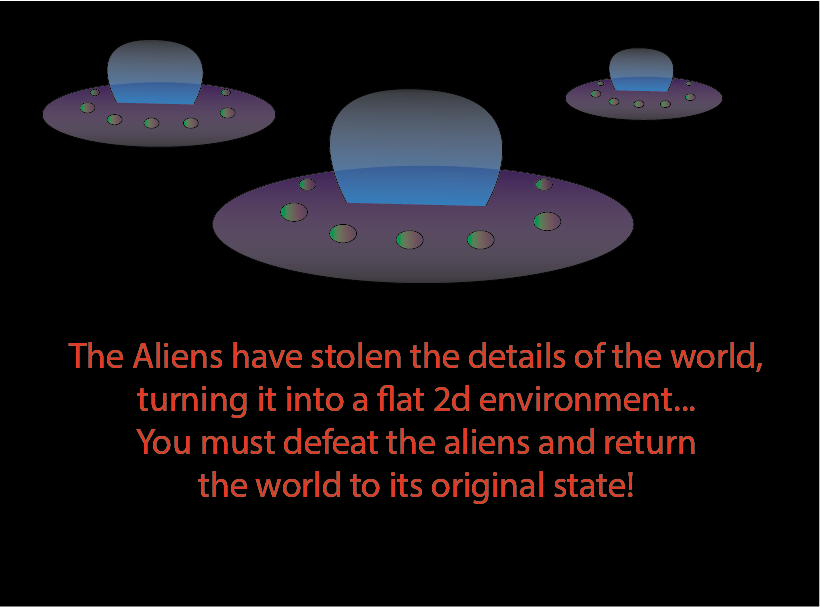 The Aliens have stolen the details of the world,
turning it into a flat 2d environment...
You must defeat the aliens and return
the world to its original state!